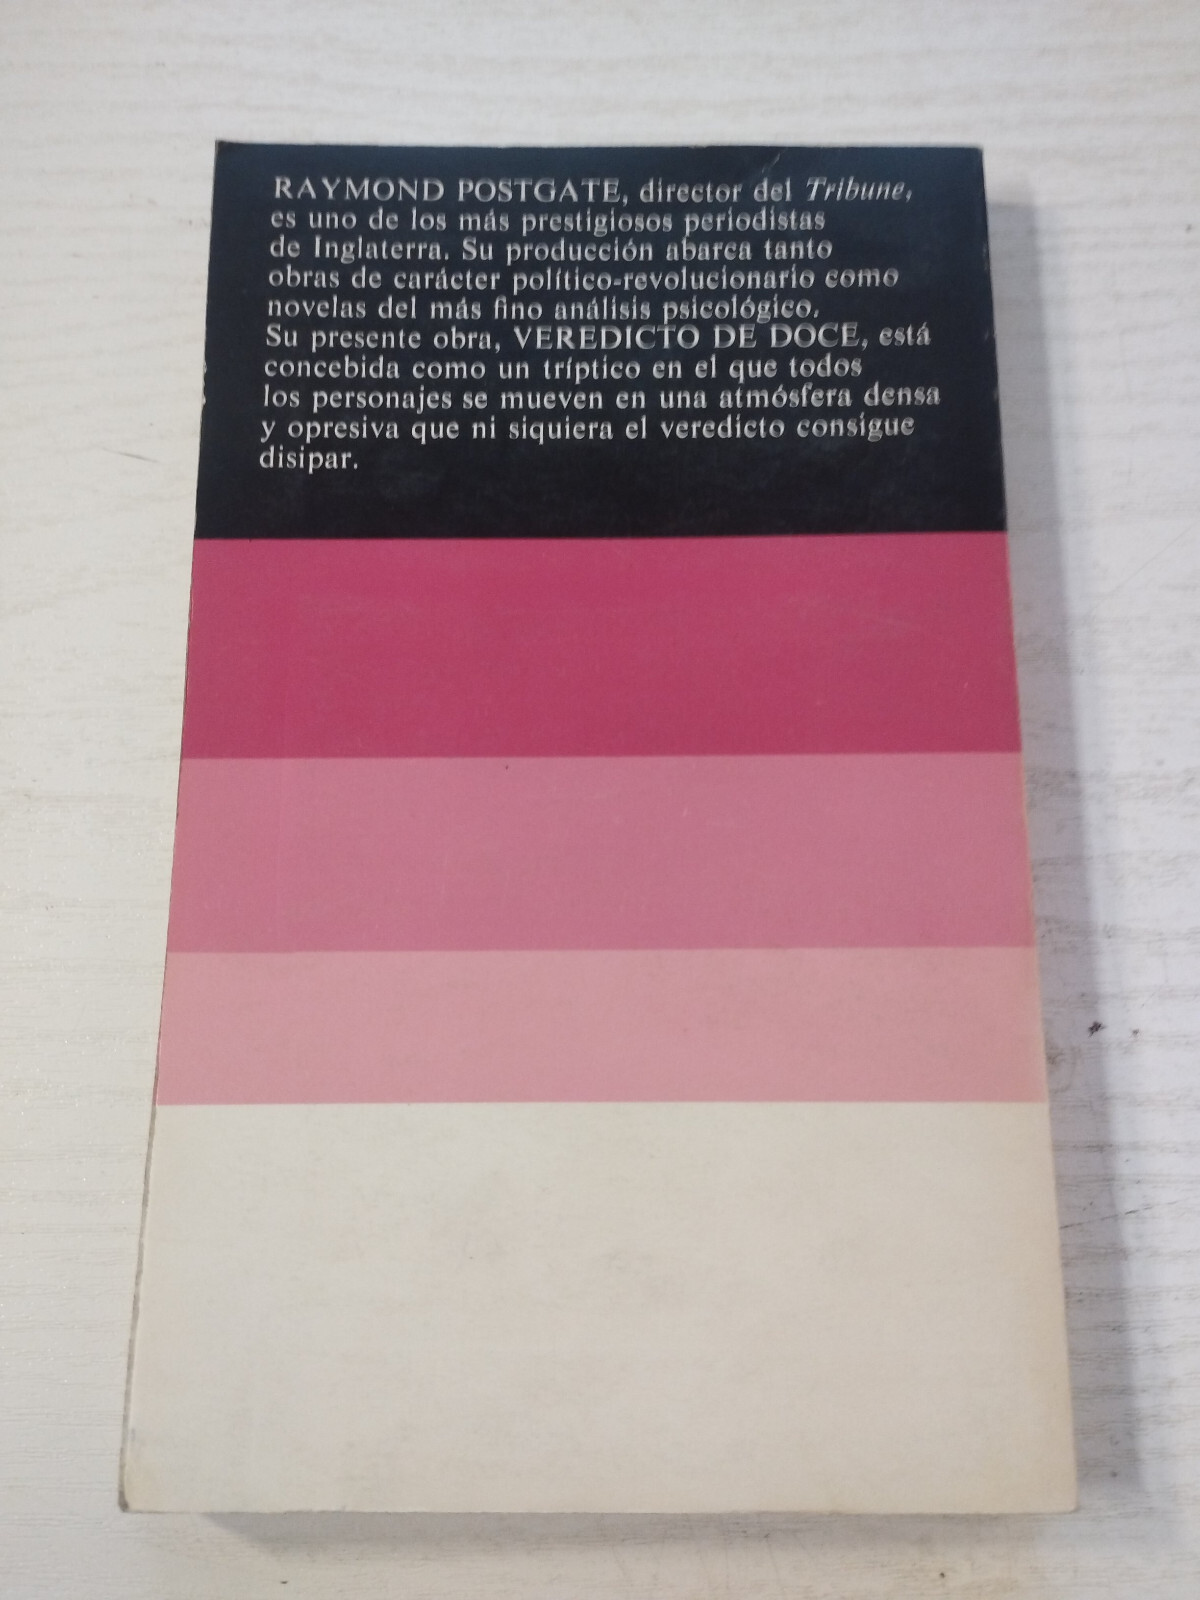 RAYMOND POSTGATE, director del Tribune,
es uno de los más prestigiosos periodistas
de Inglaterra. Su producción abarca tanto
obras de carácter político-revolucionario como
novelas del más fino análisis psicológico.
Su presente obra, VEREDICTO DE DOCE, está
concebida como un tríptico en el que todos
los personajes se mueven en una atmósfera densa
y opresiva que ni siquiera el veredicto consigue
disipar.